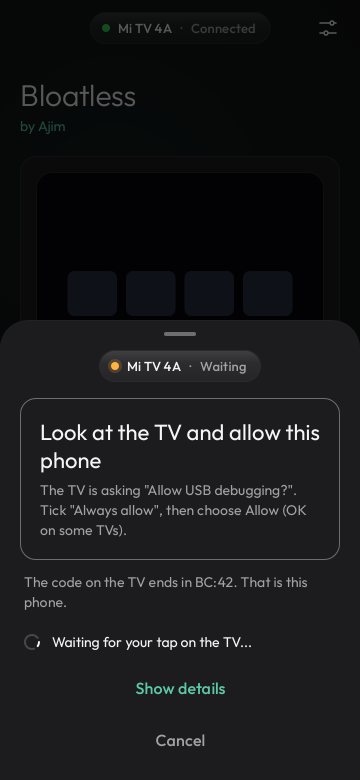 Mi TV 4A · Connected
Bloatless
by Ajim
Mi TV 4A · Waiting
Look at the TV and allow this
phone
The TV is asking "Allow USB debugging?".
Tick "Always allow", then choose Allow (OK
on some TVs).
The code on the TV ends in BC:42. That is this
phone.
Waiting for your tap on the TV...
Show details
Cancel